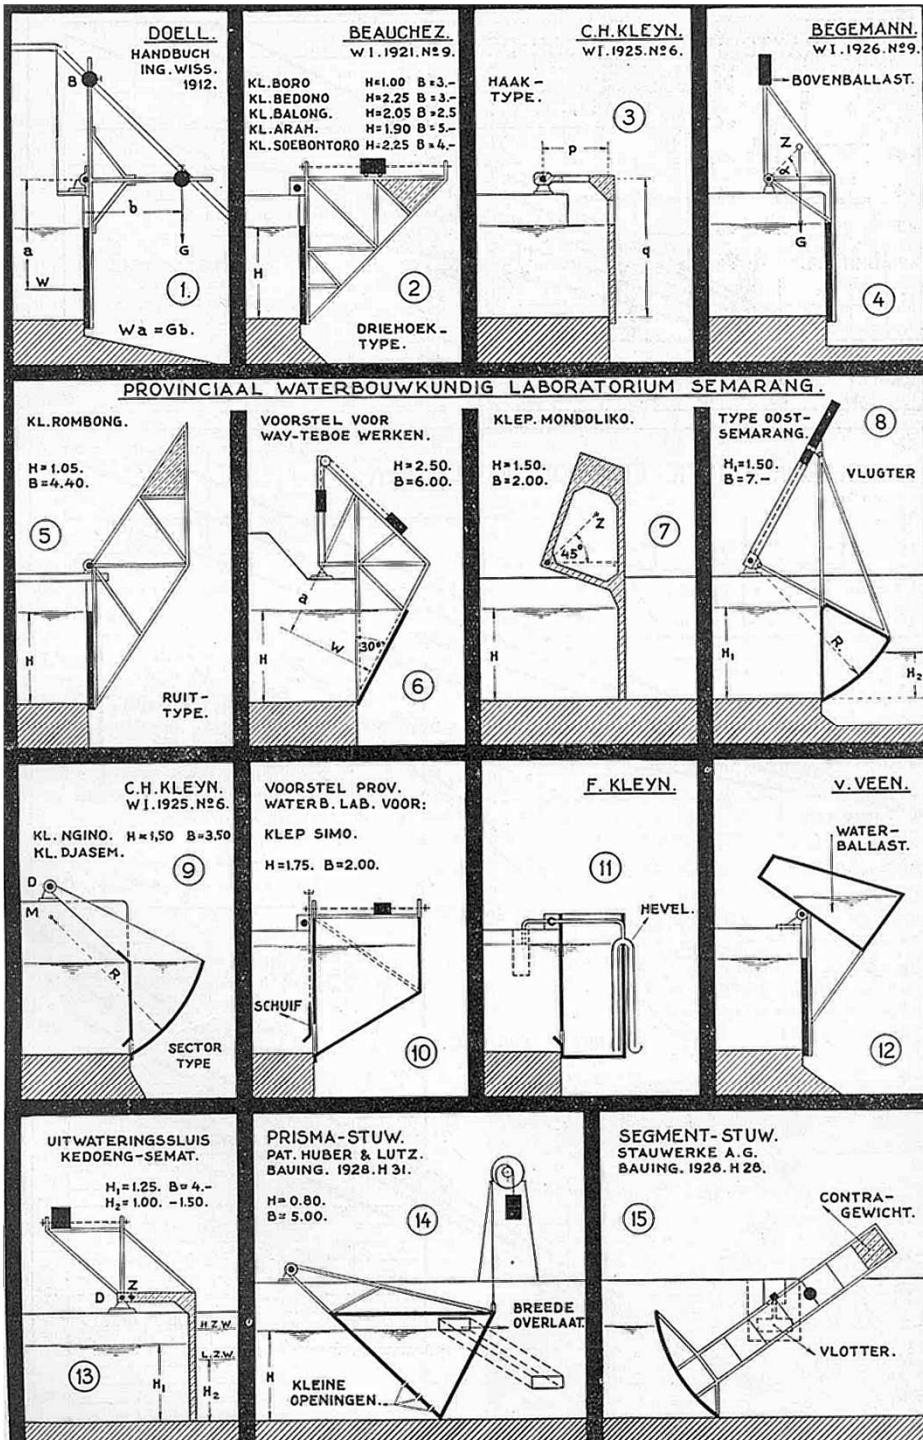 DOELL.
HANDBUCH
ING. WISS.
1912.
B
b
a
G
W
1.
Wa = Gb.
BEAUCHEZ.
W I. 1921. No 9.
KL. BORO H=1.00 B=3.-
KL. BEDONO H=2.25 B=3.-
KL. BALONG. H=2.05 B=2.5
KL. ARAH. H=1.90 B=5.-
KL. SOEBONTORO H=2.25 B=4.-
H
2
DRIEHOEK-
TYPE.
C.H. KLEYN.
WI. 1925. No 6.
HAAK-
TYPE.
3
P
q
BEGEMANN.
W I. 1926. No 9.
BOVENBALLAST.
Z
α
G
4
PROVINCIAAL WATERBOUWKUNDIG LABORATORIUM SEMARANG.
KL. ROMBONG.
H=1.05.
B=4.40.
5
H
RUIT-
TYPE.
VOORSTEL VOOR
WAY-TEBOE WERKEN.
H=2.50.
B=6.00.
a
W
30°
H
6
KLEP. MONDOLIKO.
H=1.50.
B=2.00.
Z
45°
7
H
TYPE OOST-
SEMARANG.
H1=1.50.
B=7.-
8
VLUGTER
R.
H1
H2
C.H. KLEYN.
W I. 1925. No 6.
KL. NGINO. H=1,50 B=3.50
KL. DJASEM.
9
D
M
R.
SECTOR
TYPE
VOORSTEL PROV.
WATERB. LAB. VOOR:
KLEP SIMO.
H=1.75. B=2.00.
SCHUIF
10
F. KLEYN.
11
HEVEL.
C
v. VEEN.
WATER-
BALLAST.
12
UITWATERINGSSLUIS
KEDOENG-SEMAT.
H1=1.25. B=4.-
H2=1.00. -1.50.
Z
D
H.Z.W.
L.Z.W.
13
H1
H2
PRISMA-STUW.
PAT. HUBER & LUTZ.
BAUING. 1928. H 31.
H=0.80.
B=5.00.
14
BREEDE
OVERLAAT.
H
KLEINE
OPENINGEN.
SEGMENT-STUW.
STAUWERKE A.G.
BAUING. 1928. H 28.
15
CONTRA-
GEWICHT.
VLOTTER.